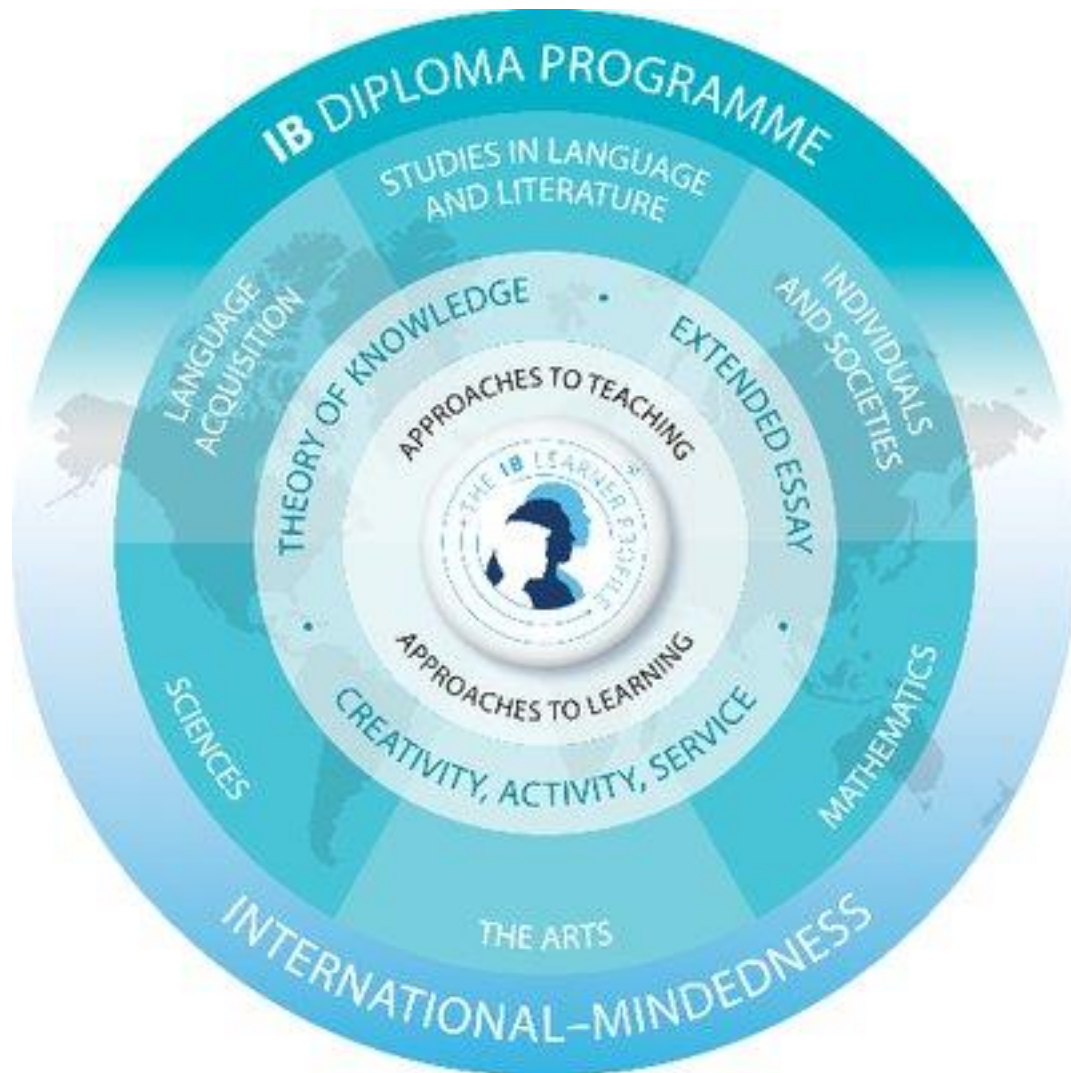 IB DIPLOMA PROGRAMME
STUDIES IN LANGUAGE
AND LITERATURE
LANGUAGE
ACQUISITION
INDIVIDUALS
AND SOCIETIES
THEORY OF KNOWLEDGE
•
EXTENDED ESSAY
APPROACHES TO TEACHING
THE IB LEARNER PROFILE
APPROACHES TO LEARNING
•
CREATIVITY, ACTIVITY, SERVICE
•
SCIENCES
MATHEMATICS
THE ARTS
INTERNATIONAL–MINDEDNESS